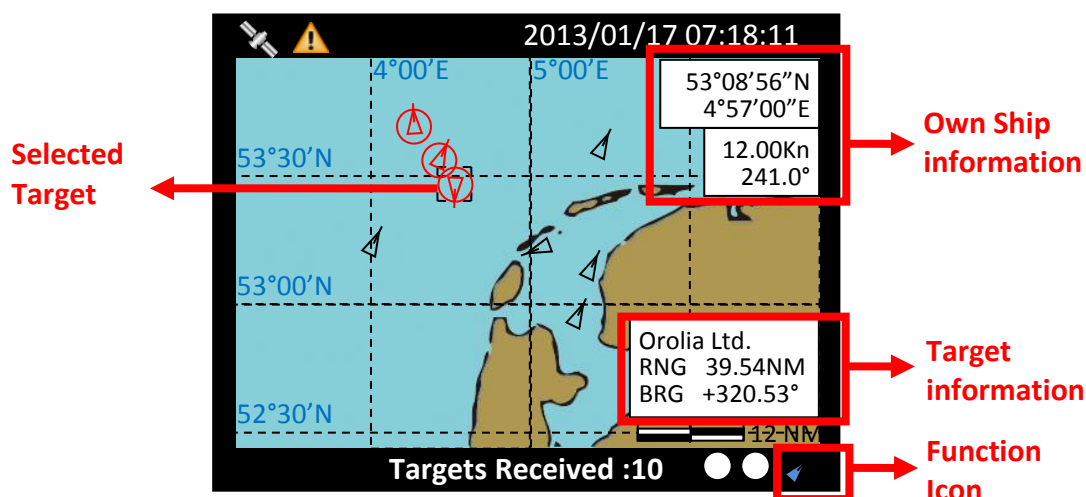 2013/01/17 07:18:11
4°00’E 5°00’E
53°08’56”N
4°57’00”E
12.00Kn
241.0°
Own Ship
information
Selected
Target
53°30’N
53°00’N
52°30’N
Orolia Ltd.
RNG 39.54NM
BRG +320.53°
Target
information
12 NM
Targets Received :10
Function
Icon